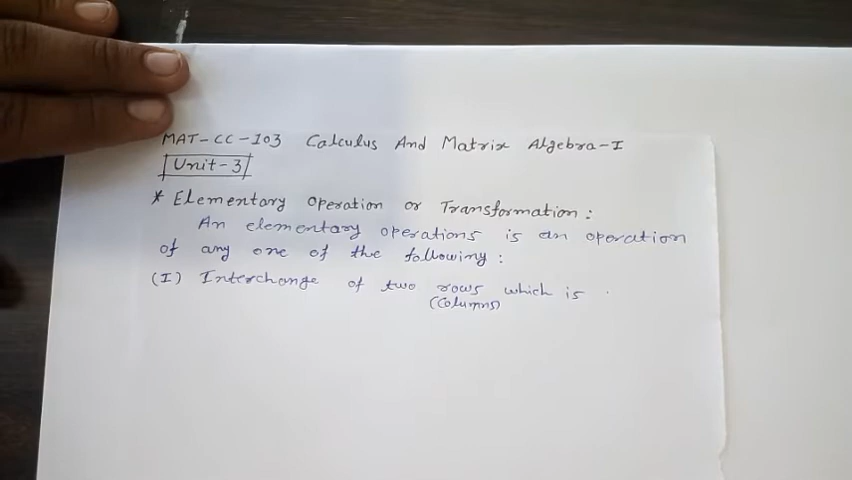 MAT-CC-103 Calculus And Matrix Algebra-I
Unit-3
* Elementary Operation or Transformation:
An elementary operations is an operation
of any one of the following:
(I) Interchange of two rows which is
(Columns)